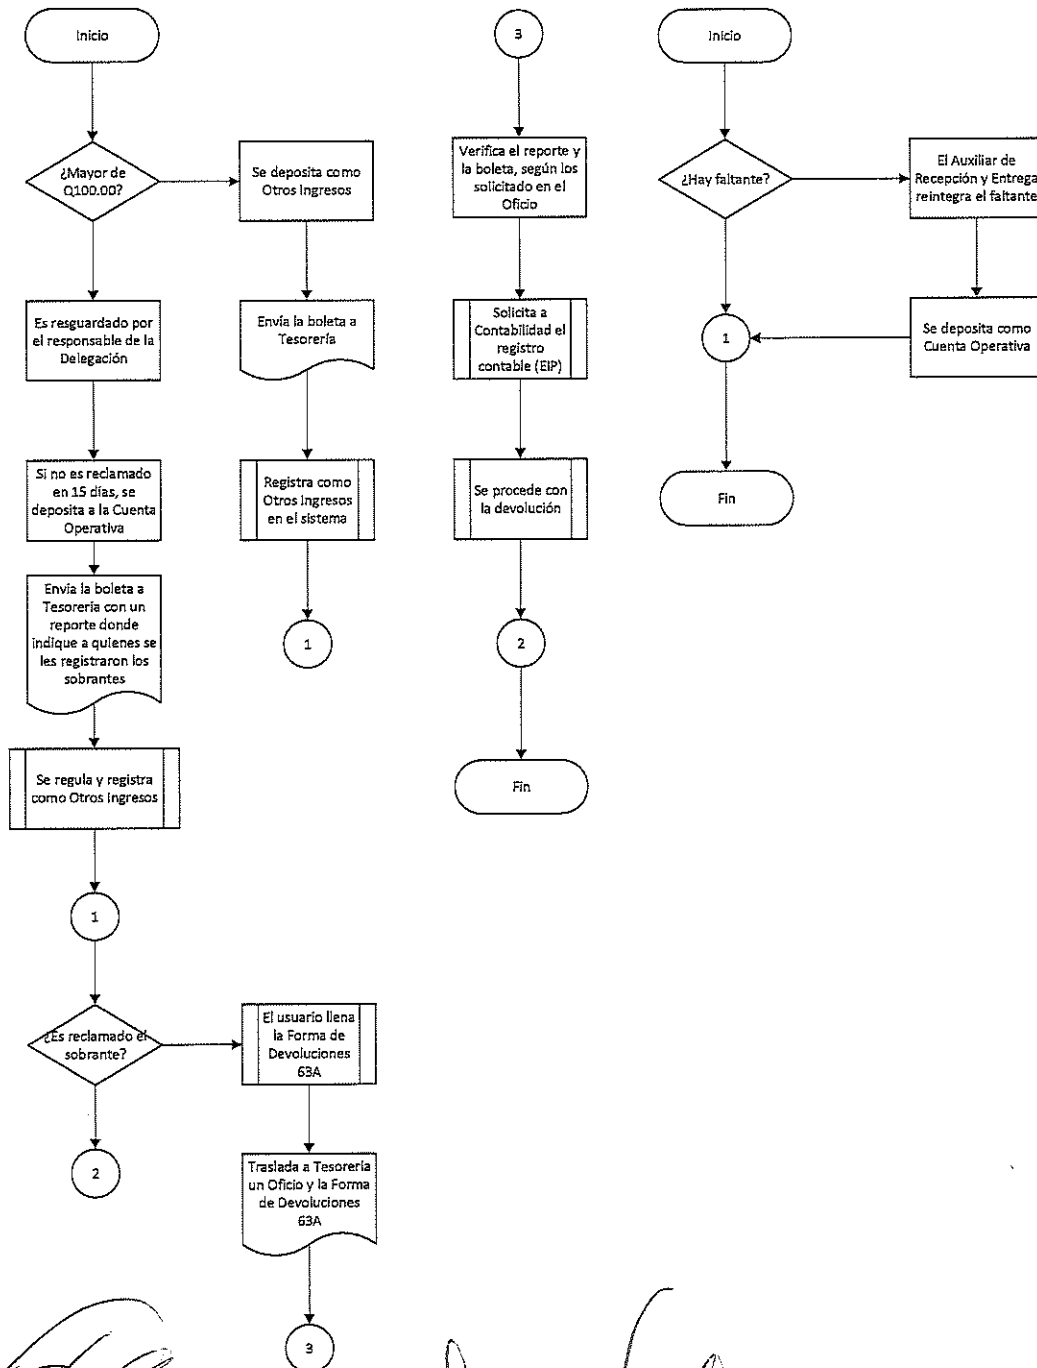 Inicio
¿Mayor de
Q100.00?
Se deposita como
Otros Ingresos
Es resguardado por
el responsable de la
Delegación
Envía la boleta a
Tesorería
Si no es reclamado
en 15 días, se
deposita a la Cuenta
Operativa
Registra como
Otros Ingresos
en el sistema
Envía la boleta a
Tesorería con un
reporte donde
indique a quienes se
les registraron los
sobrantes
1
Se regula y registra
como Otros Ingresos
1
¿Es reclamado el
sobrante?
El usuario llena
la Forma de
Devoluciones
63A
2
Traslada a Tesorería
un Oficio y la Forma
de Devoluciones
63A
3
3
Verifica el reporte y
la boleta, según los
solicitado en el
Oficio
Solicita a
Contabilidad el
registro
contable (EIP)
Se procede con
la devolución
2
Fin
Inicio
¿Hay faltante?
El Auxiliar de
Recepción y Entrega
reintegra el faltante
1
Se deposita como
Cuenta Operativa
Fin